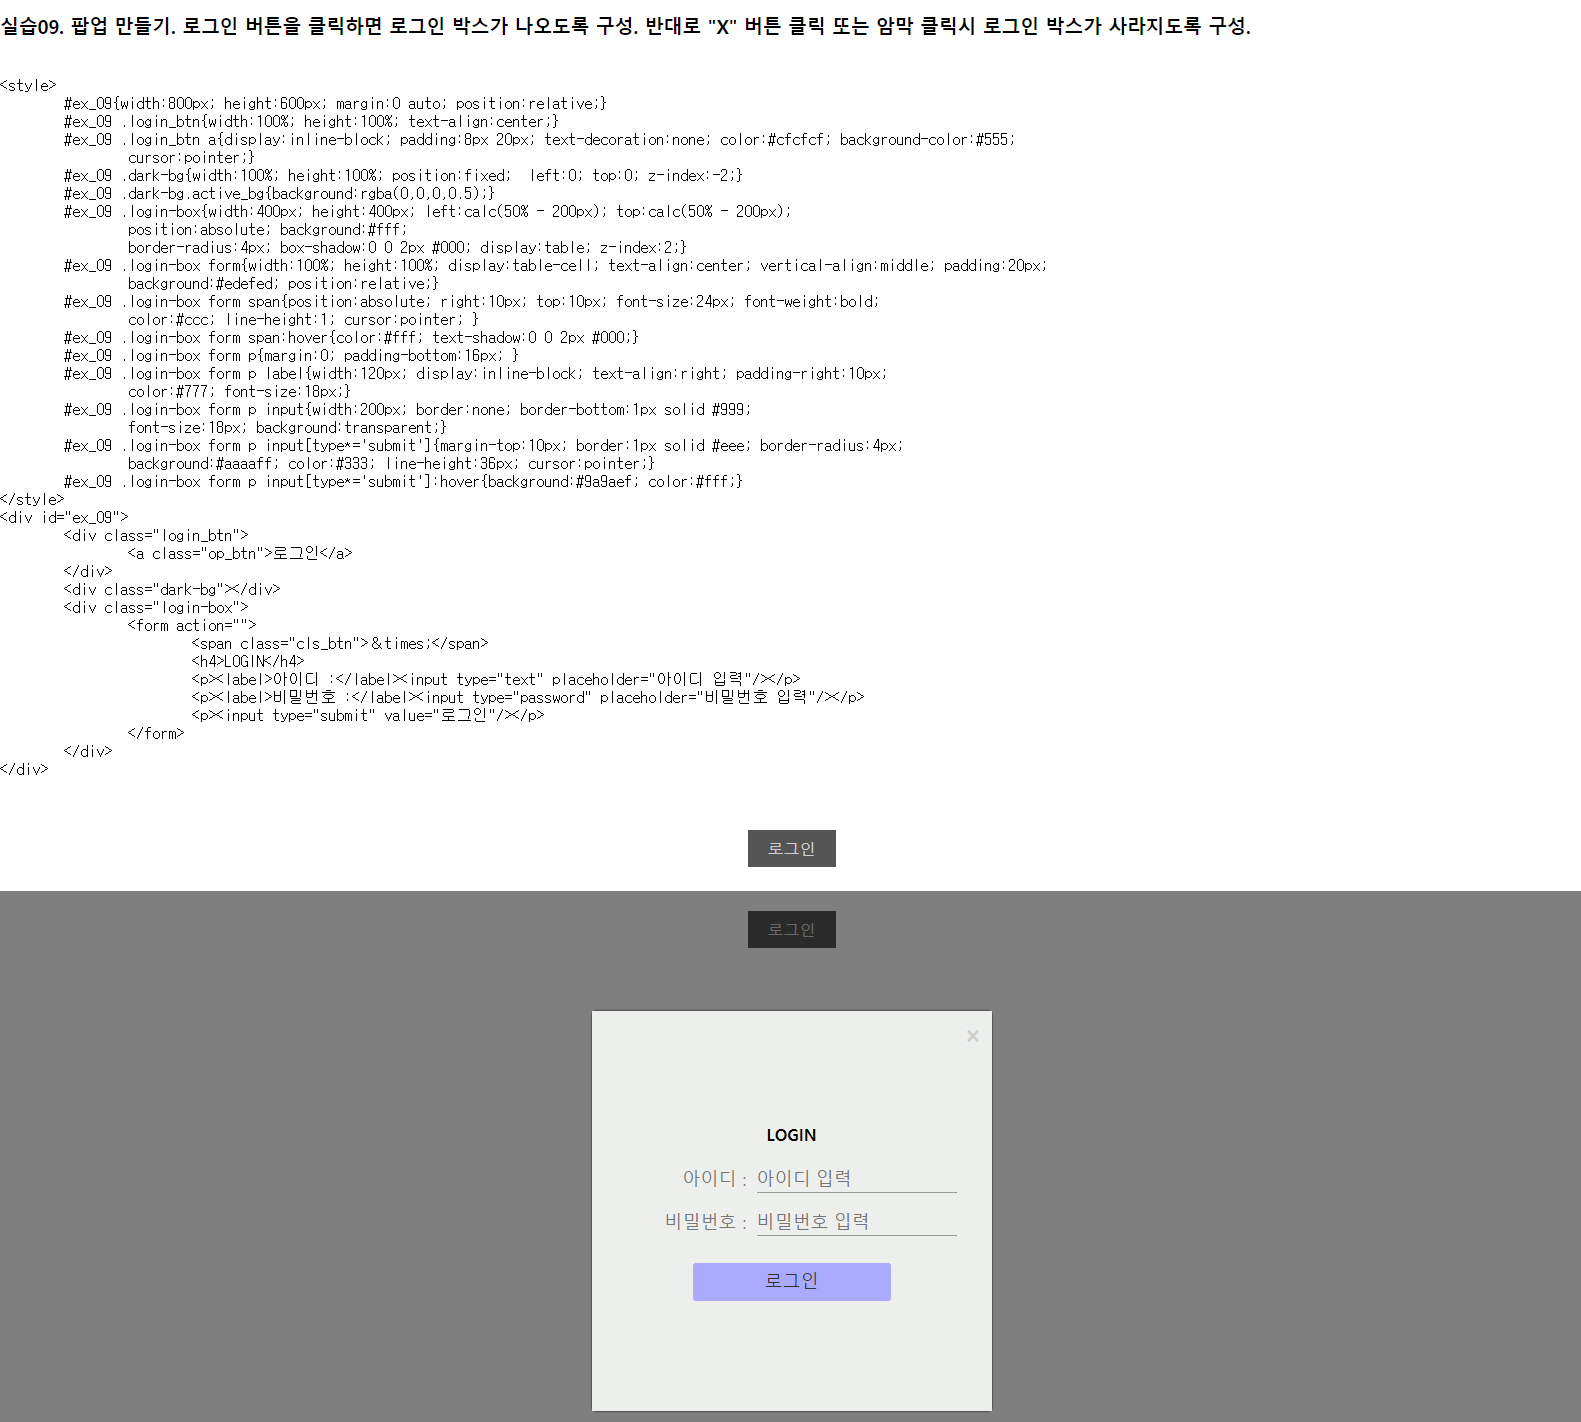 실습09. 팝업 만들기. 로그인 버튼을 클릭하면 로그인 박스가 나오도록 구성. 반대로 "X" 버튼 클릭 또는 암막 클릭시 로그인 박스가 사라지도록 구성.
<style>
#ex_09{width:800px; height:600px; margin:0 auto; position:relative;}
#ex_09 .login_btn{width:100%; height:100%; text-align:center;}
#ex_09 .login_btn a{display:inline-block; padding:8px 20px; text-decoration:none; color:#cfcfcf; background-color:#555;
cursor:pointer;}
#ex_09 .dark-bg{width:100%; height:100%; position:fixed;  left:0; top:0; z-index:-2;}
#ex_09 .dark-bg.active_bg{background:rgba(0,0,0,0.5);}
#ex_09 .login-box{width:400px; height:400px; left:calc(50% - 200px); top:calc(50% - 200px);
position:absolute; background:#fff;
border-radius:4px; box-shadow:0 0 2px #000; display:table; z-index:2;}
#ex_09 .login-box form{width:100%; height:100%; display:table-cell; text-align:center; vertical-align:middle; padding:20px;
background:#edefed; position:relative;}
#ex_09 .login-box form span{position:absolute; right:10px; top:10px; font-size:24px; font-weight:bold;
color:#ccc; line-height:1; cursor:pointer; }
#ex_09 .login-box form span:hover{color:#fff; text-shadow:0 0 2px #000;}
#ex_09 .login-box form p{margin:0; padding-bottom:16px; }
#ex_09 .login-box form p label{width:120px; display:inline-block; text-align:right; padding-right:10px;
color:#777; font-size:18px;}
#ex_09 .login-box form p input{width:200px; border:none; border-bottom:1px solid #999;
font-size:18px; background:transparent;}
#ex_09 .login-box form p input[type*='submit']{margin-top:10px; border:1px solid #eee; border-radius:4px;
background:#aaaaff; color:#333; line-height:36px; cursor:pointer;}
#ex_09 .login-box form p input[type*='submit']:hover{background:#9a9aef; color:#fff;}
</style>
<div id="ex_09">
<div class="login_btn">
<a class="op_btn">로그인</a>
</div>
<div class="dark-bg"></div>
<div class="login-box">
<form action="">
<span class="cls_btn">&times;</span>
<h4>LOGIN</h4>
<p><label>아이디 :</label><input type="text" placeholder="아이디 입력"/></p>
<p><label>비밀번호 :</label><input type="password" placeholder="비밀번호 입력"/></p>
<p><input type="submit" value="로그인"/></p>
</form>
</div>
</div>
로그인
로그인
×
LOGIN
아이디 : 아이디 입력
비밀번호 : 비밀번호 입력
로그인